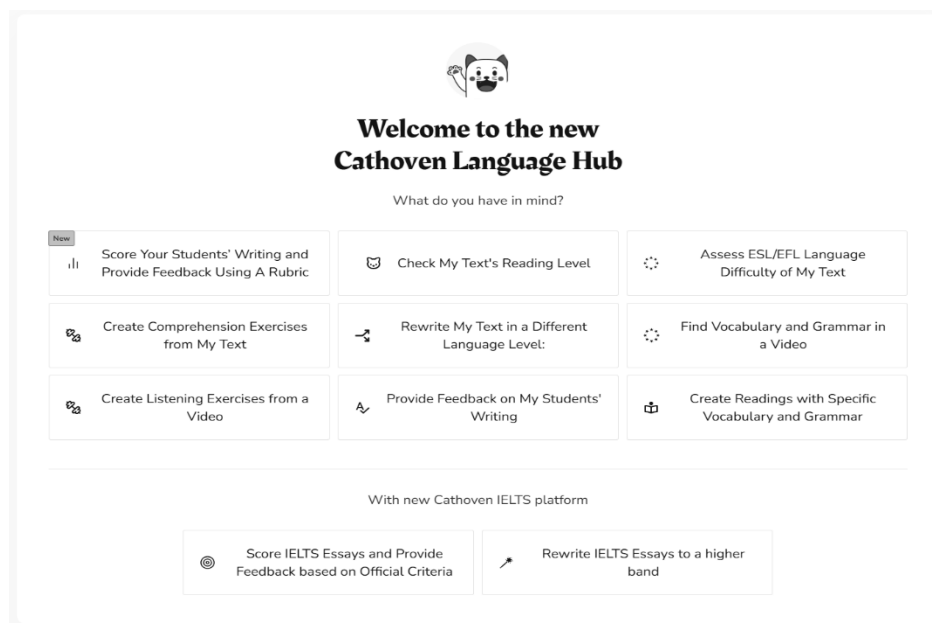 Welcome to the new
Cathoven Language Hub
What do you have in mind?
New
Score Your Students' Writing and
Provide Feedback Using A Rubric
Check My Text's Reading Level
Assess ESL/EFL Language
Difficulty of My Text
Create Comprehension Exercises
from My Text
Rewrite My Text in a Different
Language Level:
Find Vocabulary and Grammar in
a Video
Create Listening Exercises from a
Video
Provide Feedback on My Students'
Writing
Create Readings with Specific
Vocabulary and Grammar
With new Cathoven IELTS platform
Score IELTS Essays and Provide
Feedback based on Official Criteria
Rewrite IELTS Essays to a higher
band